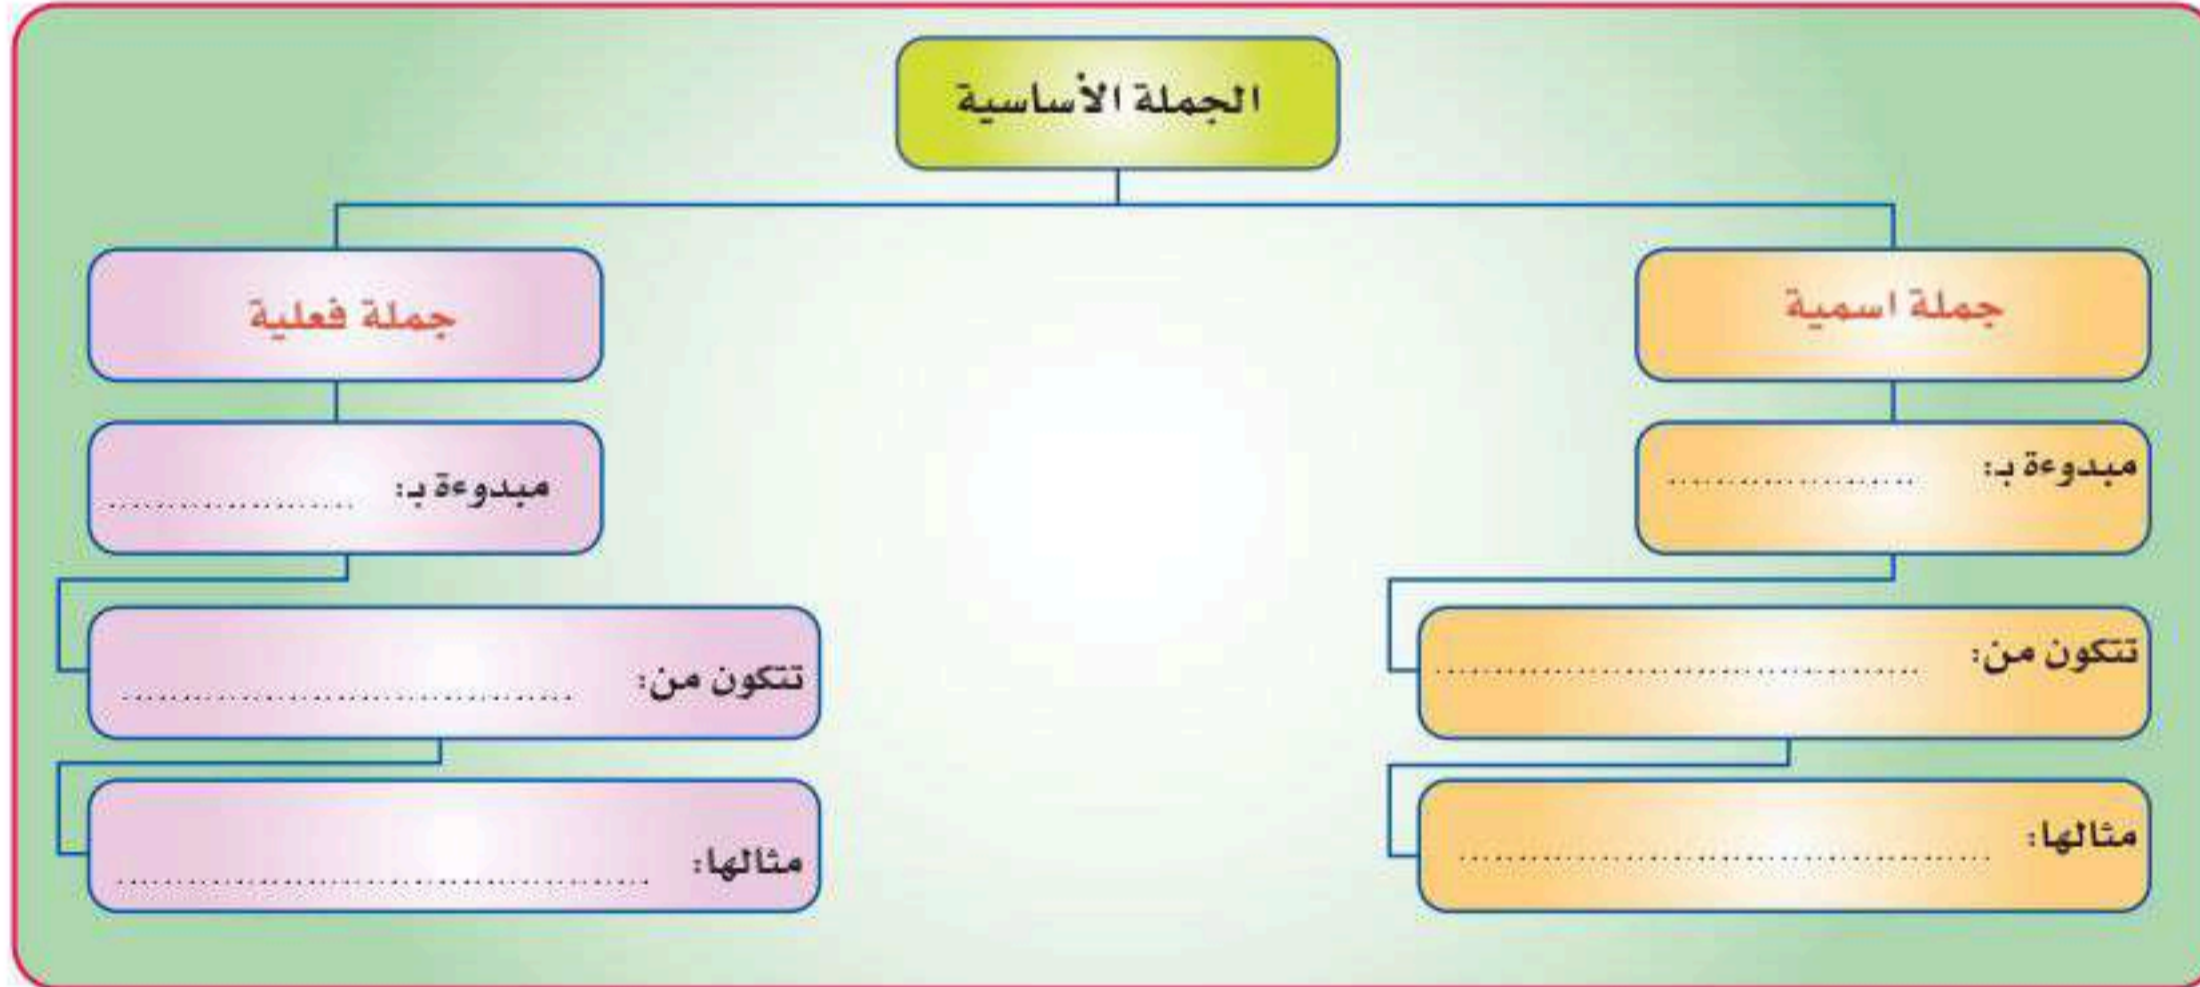 الجملة الأساسية
جملة اسمية
مبدوءة بـ: ....................
تتكون من: ........................................
مثالها: ............................................
جملة فعلية
مبدوءة بـ: ....................
تتكون من: ......................................
مثالها: ............................................